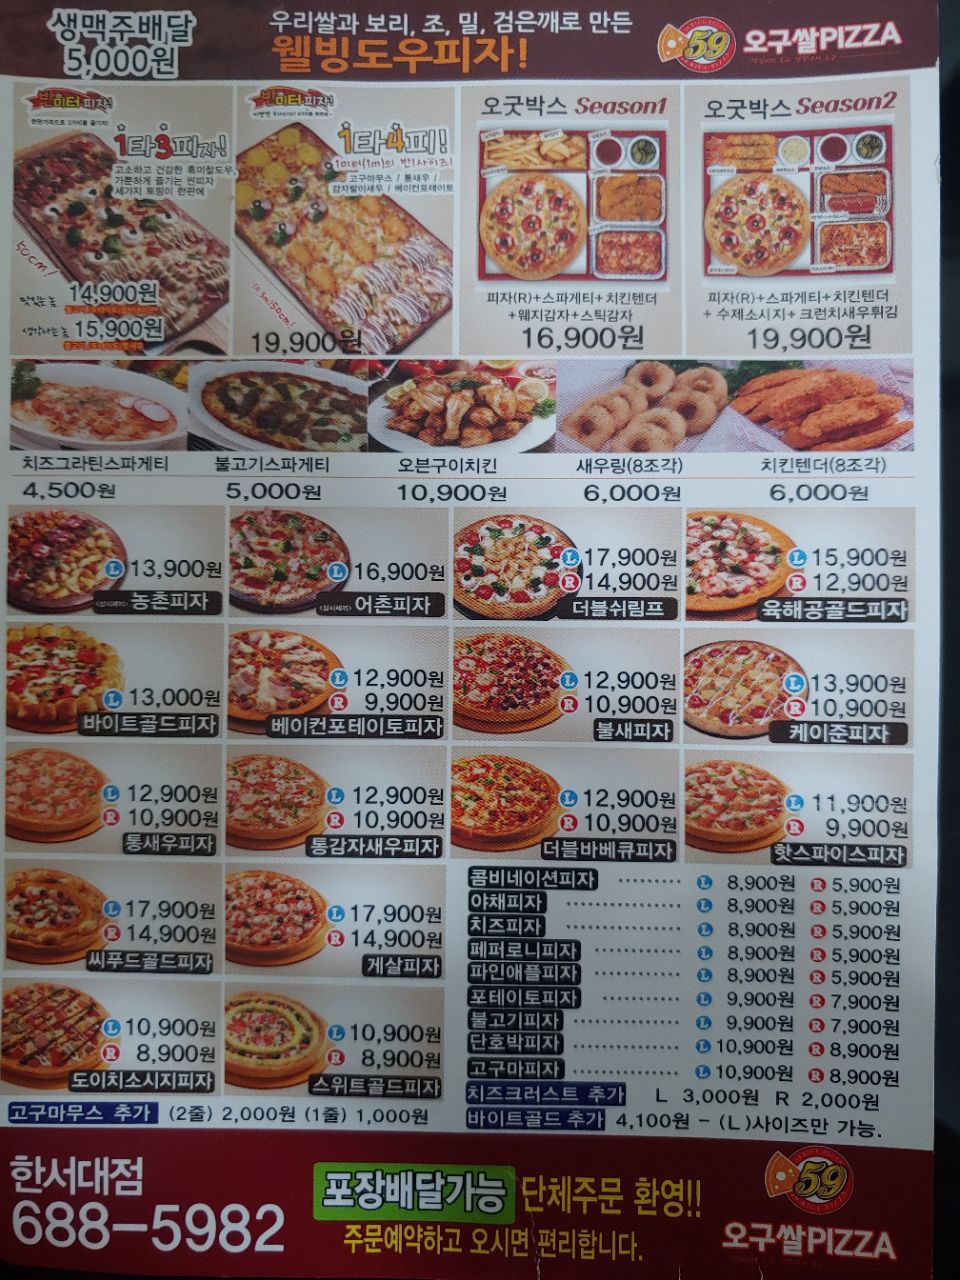 생맥주배달
5,000원
우리쌀과 보리, 조, 밀, 검은깨로 만든
웰빙도우피자!
59
오구쌀PIZZA
반미터.피자!
1타3피자!
고소하고 건강한 흑미쌀도우,
가뿐하게 즐기는 씬피자
세가지 토핑이 한판에
50cm!
맛있는 놈 14,900원
생각나는 놈 15,900원
반미터.피자!
1타4피!
1미터(1m)의 반!사이즈!
고구마무스 / 통새우 /
감자말이새우 / 베이컨포테이토
19,900원
오굿박스 Season1
피자(R)+스파게티+치킨텐더
+웨지감자+스틱감자
16,900원
오굿박스 Season2
피자(R)+스파게티+치킨텐더
+ 수제소시지+크런치새우튀김
19,900원
치즈그라틴스파게티
4,500원
불고기스파게티
5,000원
오븐구이치킨
10,900원
새우링(8조각)
6,000원
치킨텐더(8조각)
6,000원
L 13,900원
<삼시세끼> 농촌피자
L 16,900원
<삼시세끼> 어촌피자
L 17,900원
R 14,900원
더블쉬림프
L 15,900원
R 12,900원
육해공골드피자
L 13,000원
바이트골드피자
L 12,900원
R 9,900원
베이컨포테이토피자
L 12,900원
R 10,900원
불새피자
L 13,900원
R 10,900원
케이준피자
L 12,900원
R 10,900원
통새우피자
L 12,900원
R 10,900원
통감자새우피자
L 12,900원
R 10,900원
더블바베큐피자
L 11,900원
R 9,900원
핫스파이스피자
L 17,900원
R 14,900원
씨푸드골드피자
L 17,900원
R 14,900원
게살피자
L 10,900원
R 8,900원
도이치소시지피자
L 10,900원
R 8,900원
스위트골드피자
콤비네이션피자 ········ L 8,900원 R 5,900원
야채피자 ········ L 8,900원 R 5,900원
치즈피자 ········ L 8,900원 R 5,900원
페퍼로니피자 ········ L 8,900원 R 5,900원
파인애플피자 ········ L 8,900원 R 5,900원
포테이토피자 ········ L 9,900원 R 7,900원
불고기피자 ········ L 9,900원 R 7,900원
단호박피자 ········ L 10,900원 R 8,900원
고구마피자 ········ L 10,900원 R 8,900원
치즈크러스트 추가 L 3,000원 R 2,000원
바이트골드 추가 4,100원 - (L)사이즈만 가능.
고구마무스 추가 (2줄) 2,000원 (1줄) 1,000원
한서대점
688-5982
포장배달가능 단체주문 환영!!
주문예약하고 오시면 편리합니다.
59
오구쌀PIZZA